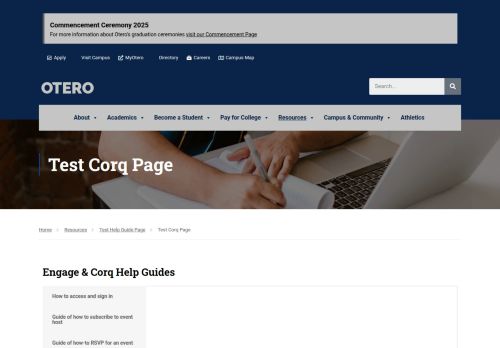 Commencement Ceremony 2025
For more information about Otero's graduation ceremonies visit our Commencement Page
Apply Visit Campus MyOtero Directory Careers Campus Map
OTERO
Search...
About Academics Become a Student Pay for College Resources Campus & Community Athletics
Test Corq Page
Home Resources Test Help Guide Page Test Corq Page
Engage & Corq Help Guides
How to access and sign in
Guide of how to subscribe to event
host
Guide of how-to RSVP for an event